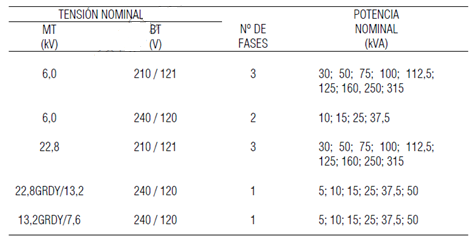 TENSIÓN NOMINAL Nº DE POTENCIA
MT BT FASES NOMINAL
(kV) (V) (kVA)
6,0 210 / 121 3 30; 50; 75; 100; 112,5;
125; 160, 250; 315
6,0 240 / 120 2 10; 15; 25; 37,5
22,8 210 / 121 3 30; 50; 75; 100; 112,5;
125; 160; 250; 315
22,8GRDY/13,2 240 / 120 1 5; 10; 15; 25; 37,5; 50
13,2GRDY/7,6 240 / 120 1 5; 10; 15; 25; 37,5; 50